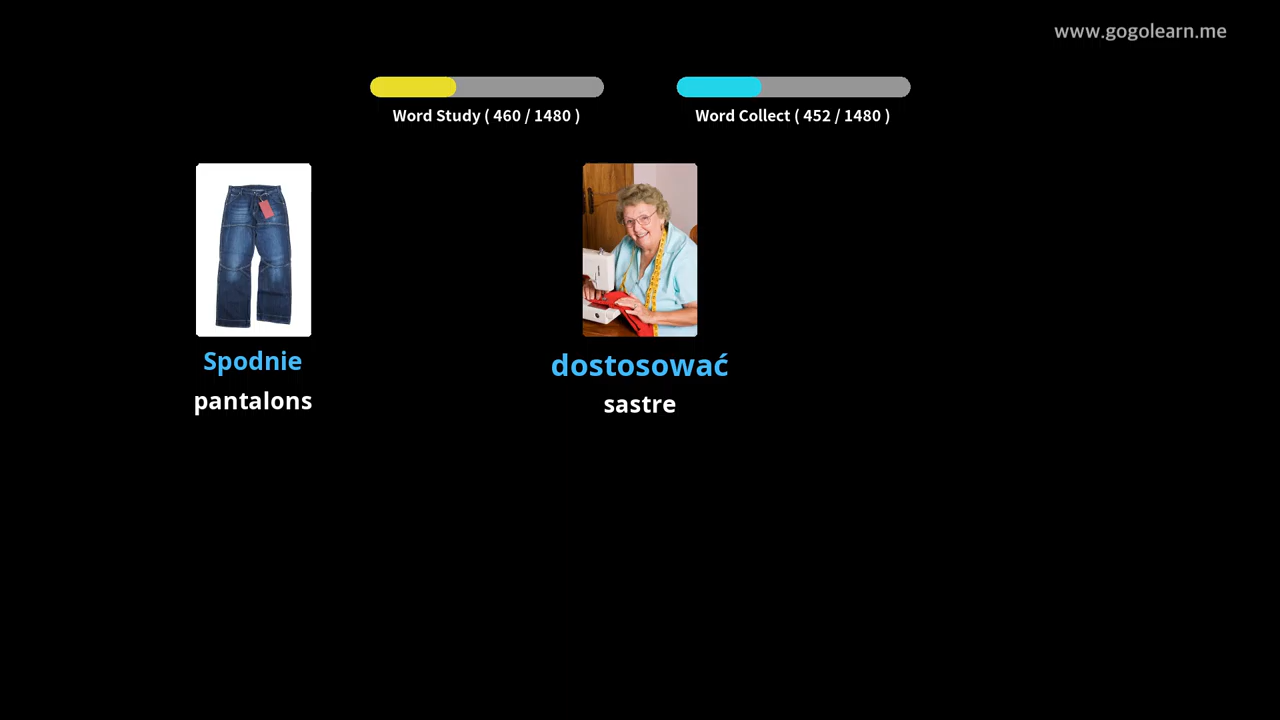 www.gogolearn.me
Word Study ( 460 / 1480 )
Word Collect ( 452 / 1480 )
Spodnie
pantalons
dostosować
sastre